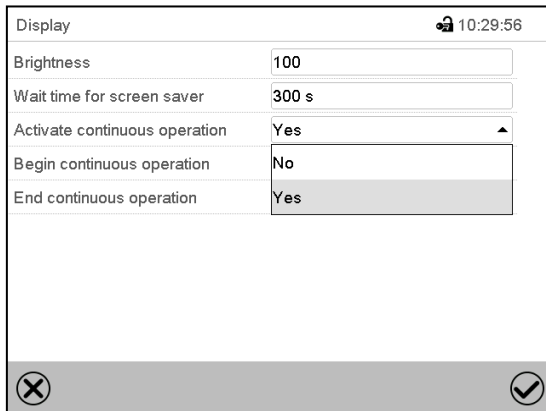 Display 10:29:56
Brightness 100
Wait time for screen saver 300 s
Activate continuous operation Yes
Begin continuous operation No
End continuous operation Yes